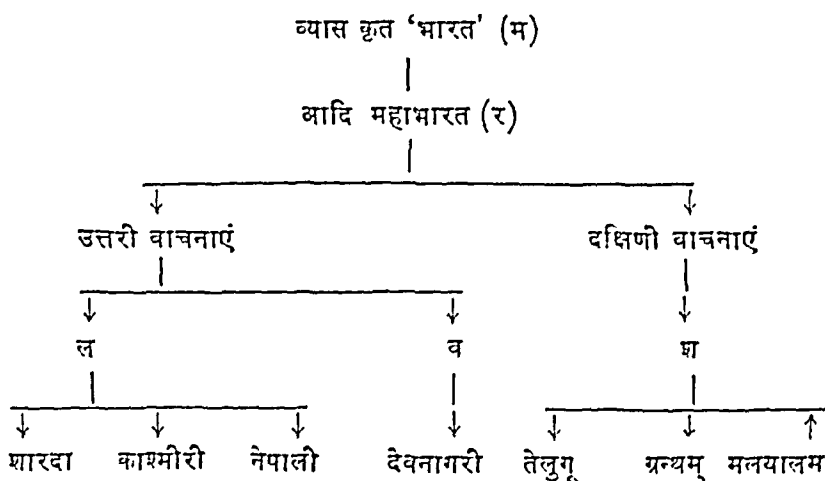 व्यास कृत ‘भारत’ (म)
आदि महाभारत (र)
उत्तरी वाचनाएं दक्षिणी वाचनाएं
ल व श
शारदा काश्मीरी नेपाली देवनागरी तेलुगू ग्रन्थम् मलयालम